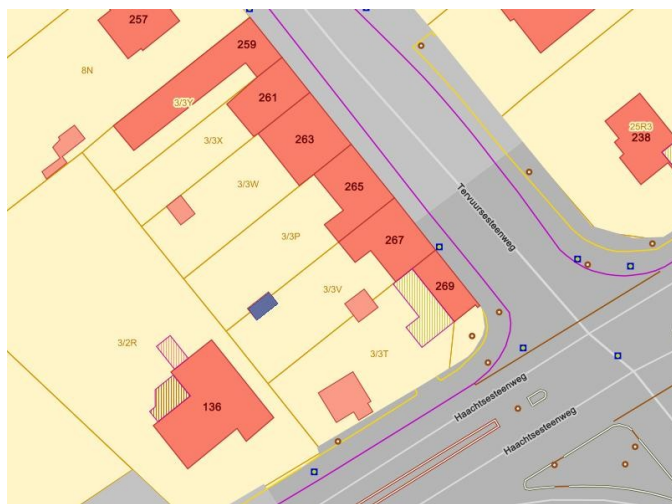 257
259
8N
3/3Y
261
25R3
238
3/3X
263
3/3W
265
Tervuursesteenweg
3/3P
267
269
3/3V
3/2R
3/3T
136
Haachtsesteenweg
Haachtsesteenweg